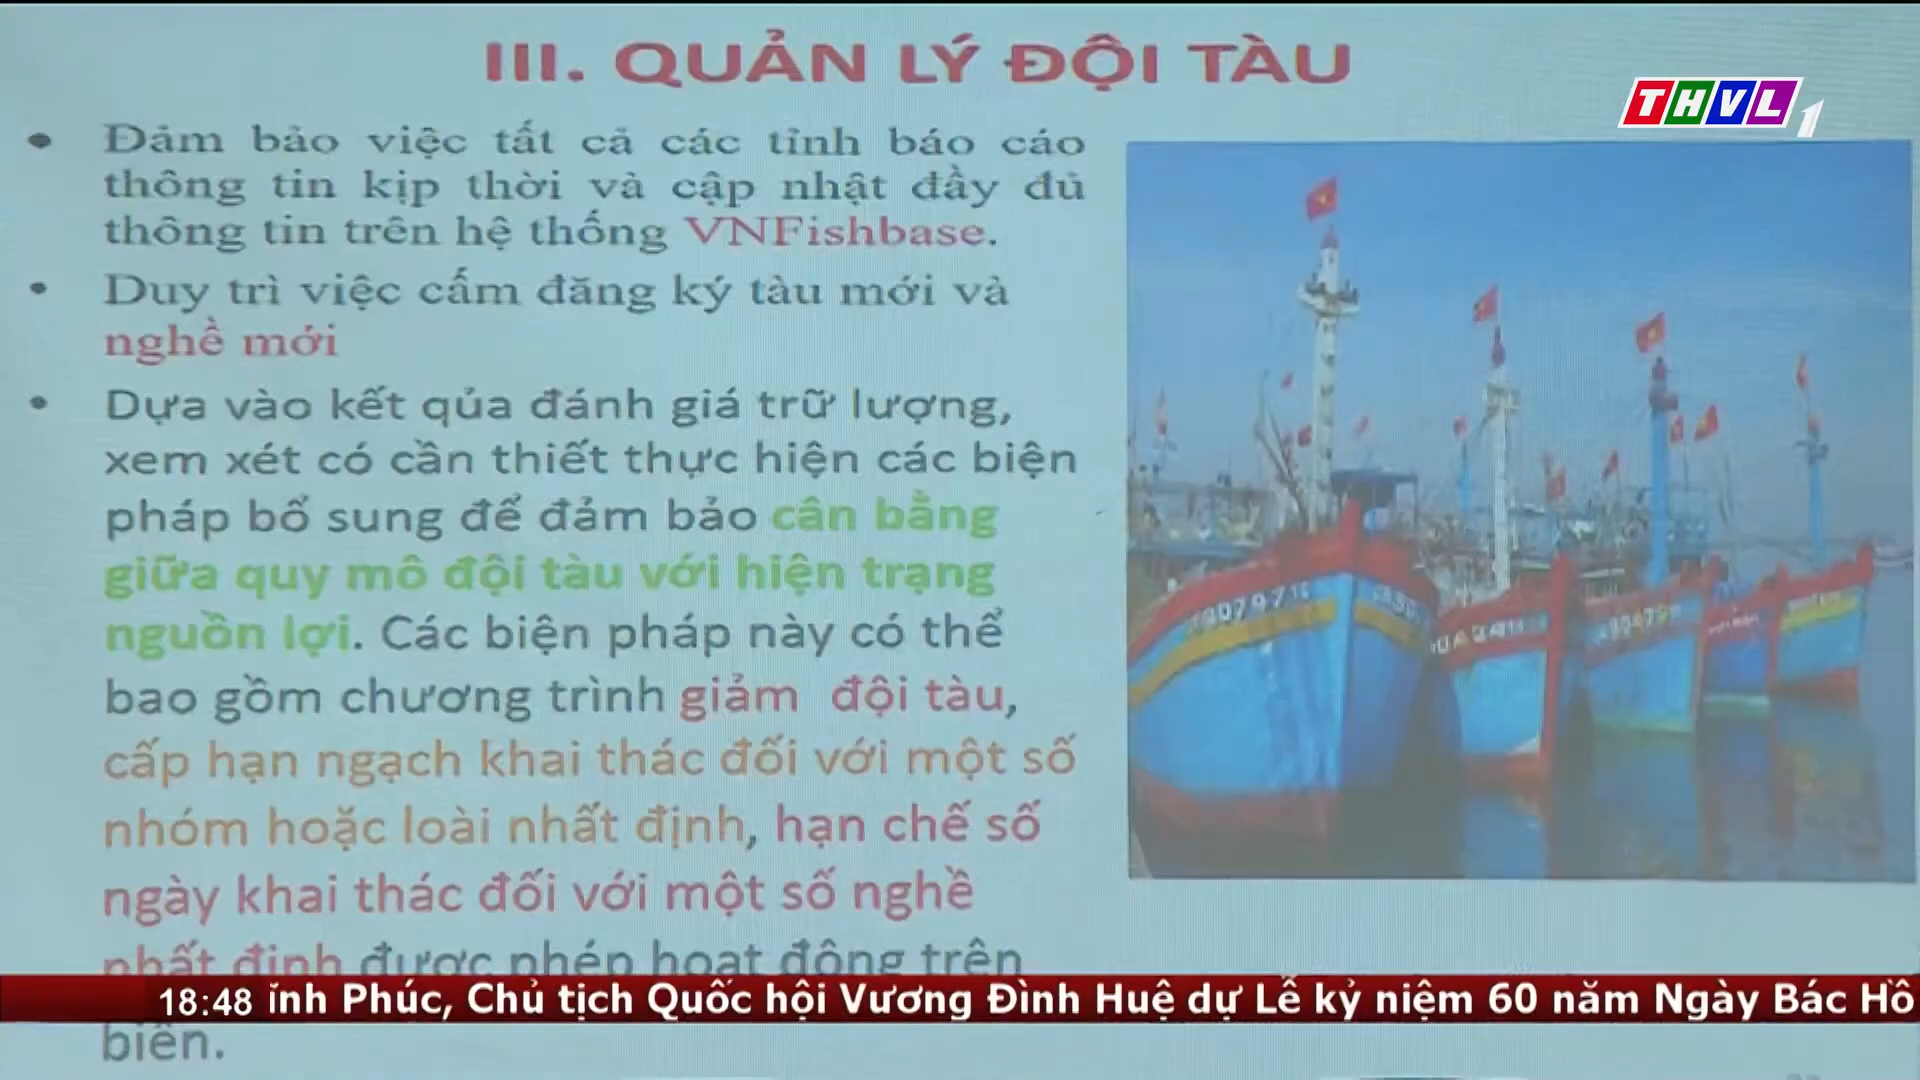 III. QUẢN LÝ ĐỘI TÀU
THVL1
• Đảm bảo việc tất cả các tỉnh báo cáo
thông tin kịp thời và cập nhật đầy đủ
thông tin trên hệ thống VNFishbase.
• Duy trì việc cấm đăng ký tàu mới và
nghề mới
• Dựa vào kết qủa đánh giá trữ lượng,
xem xét có cần thiết thực hiện các biện
pháp bổ sung để đảm bảo cân bằng
giữa quy mô đội tàu với hiện trạng
nguồn lợi. Các biện pháp này có thể
bao gồm chương trình giảm đội tàu,
cấp hạn ngạch khai thác đối với một số
nhóm hoặc loài nhất định, hạn chế số
ngày khai thác đối với một số nghề
nhất định được phép hoạt động trên
biển.
18:48 ĩnh Phúc, Chủ tịch Quốc hội Vương Đình Huệ dự Lễ kỷ niệm 60 năm Ngày Bác Hồ